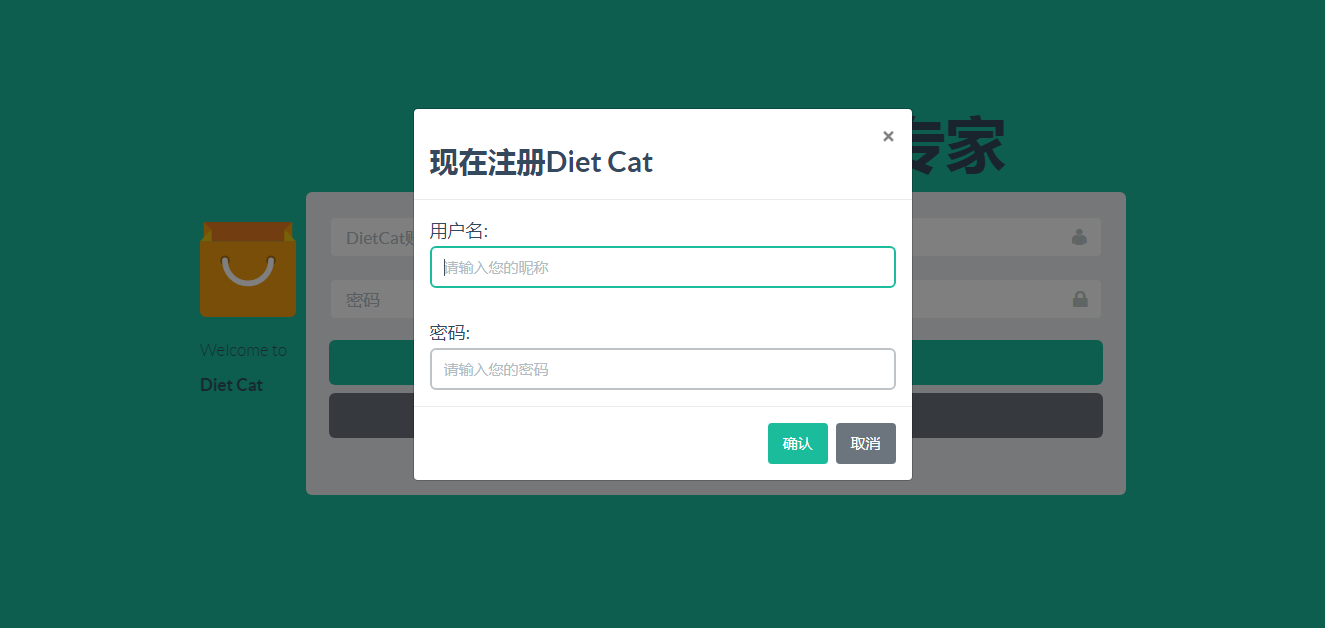 ×
专家
现在注册Diet Cat
用户名:
请输入您的昵称
密码:
请输入您的密码
确认 取消
DietCat
密码
Welcome to
Diet Cat